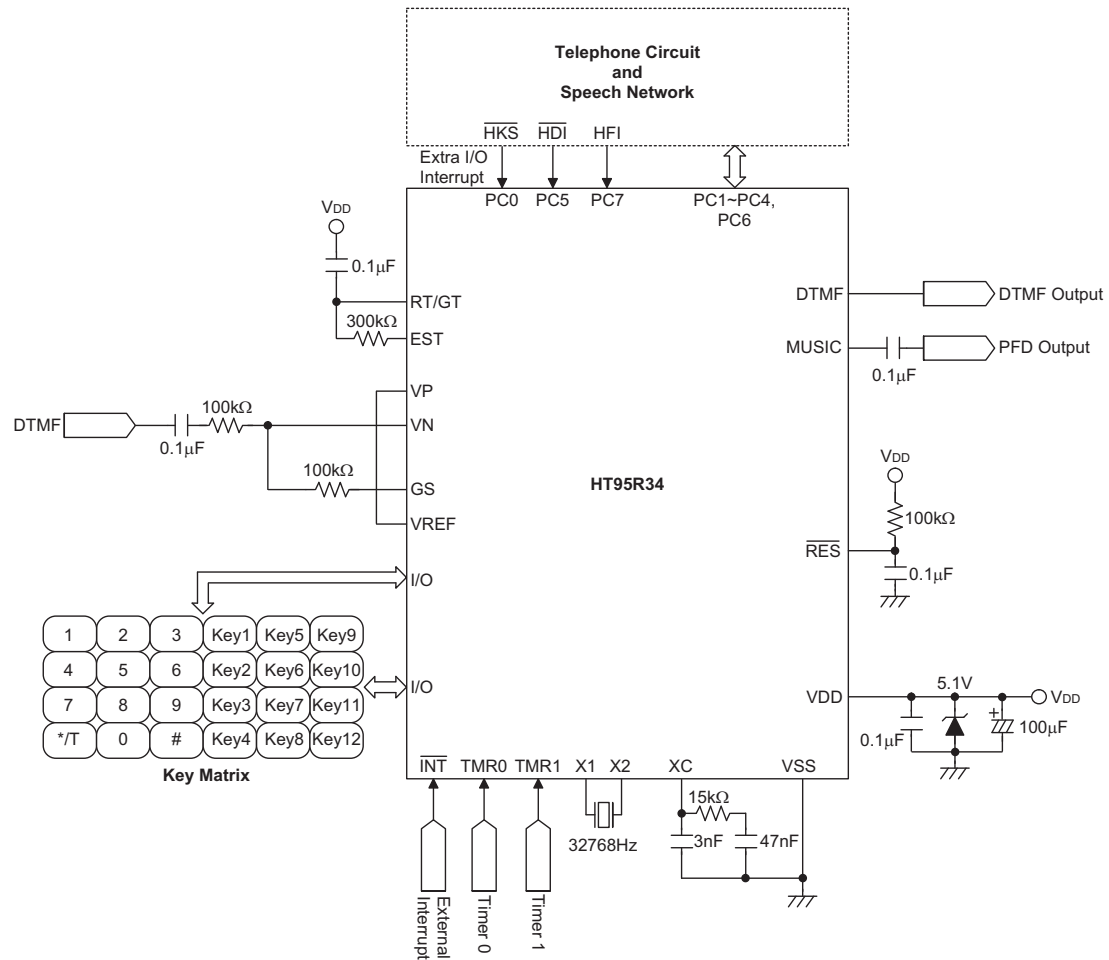 Telephone Circuit
and
Speech Network
HKS HDI HFI
Extra I/O
Interrupt
PC0 PC5 PC7 PC1~PC4,
PC6
VDD
0.1μF
RT/GT
300kΩ
EST
VP
DTMF
0.1μF
100kΩ
VN
100kΩ
GS
VREF
I/O
I/O
HT95R34
DTMF
DTMF Output
MUSIC
0.1μF
PFD Output
VDD
100kΩ
RES
0.1μF
VDD
5.1V
VDD
0.1μF
+
100μF
1 2 3 Key1 Key5 Key9
4 5 6 Key2 Key6 Key10
7 8 9 Key3 Key7 Key11
*/T 0 # Key4 Key8 Key12
Key Matrix
INT TMR0 TMR1 X1 X2 XC VSS
32768Hz
15kΩ
3nF
47nF
External
Interrupt
Timer 0
Timer 1